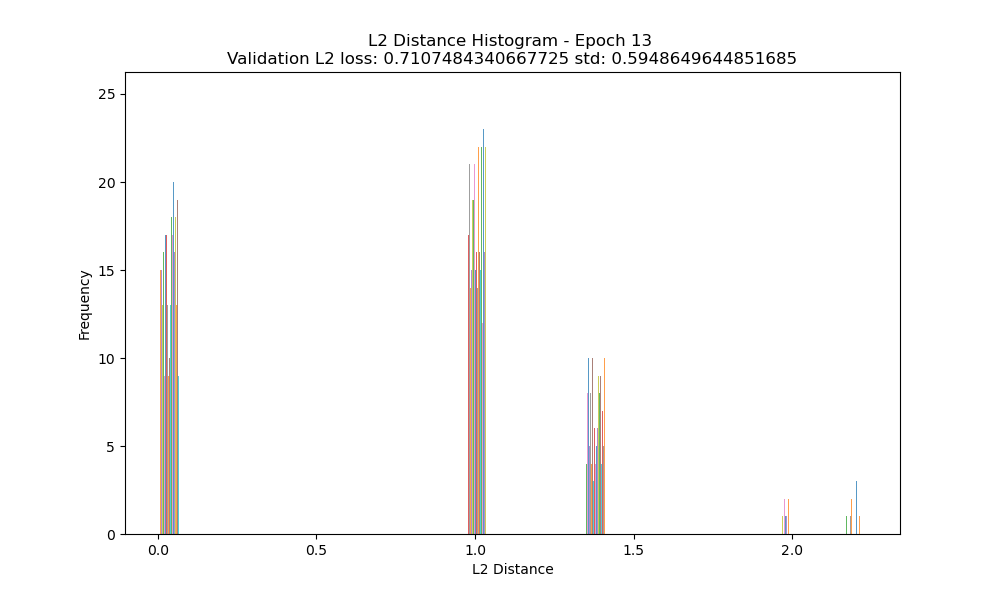 L2 Distance Histogram - Epoch 13
Validation L2 loss: 0.7107484340667725 std: 0.5948649644851685
Frequency
25
20
15
10
5
0
0.0 0.5 1.0 1.5 2.0
L2 Distance